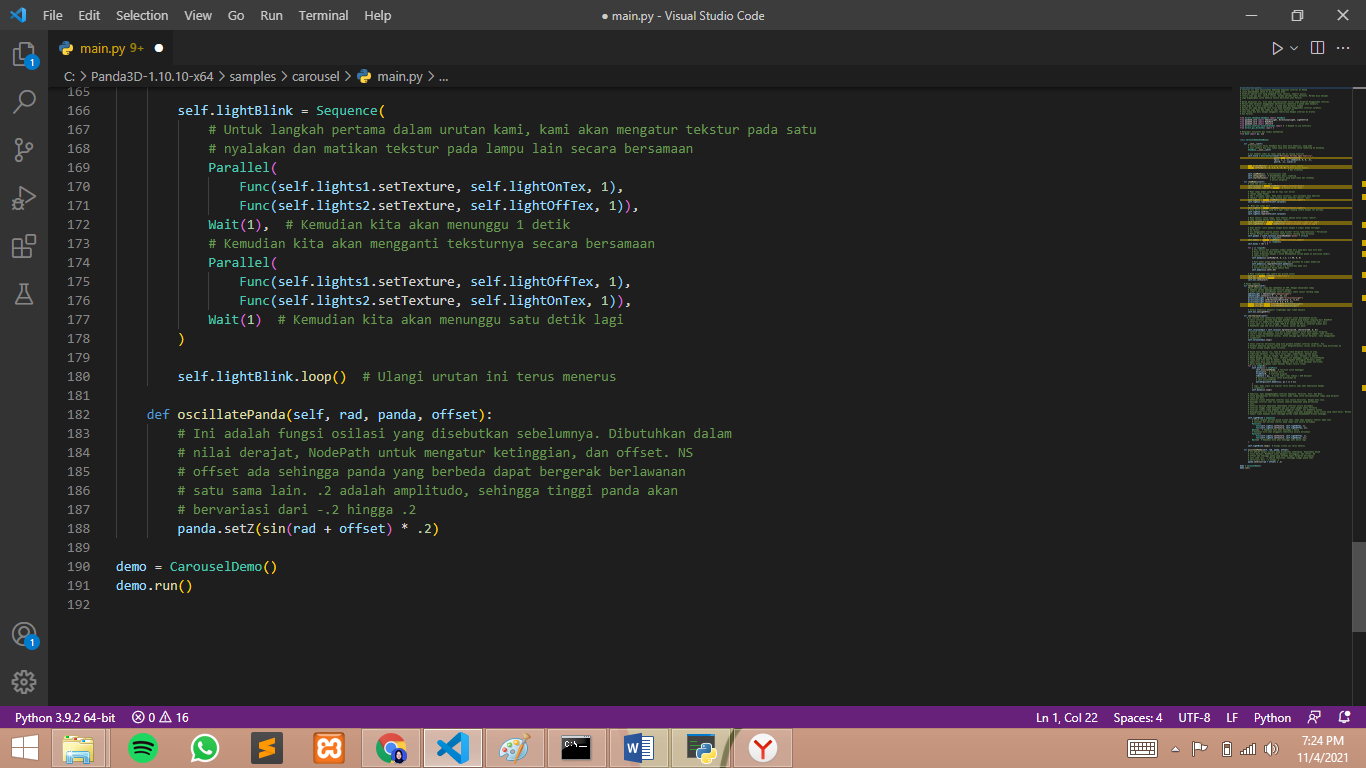 File Edit Selection View Go Run Terminal Help ● main.py - Visual Studio Code
main.py 9+
C: > Panda3D-1.10.10-x64 > samples > carousel > main.py > ...
165
166 self.lightBlink = Sequence(
167 # Untuk langkah pertama dalam urutan kami, kami akan mengatur tekstur pada satu
168 # nyalakan dan matikan tekstur pada lampu lain secara bersamaan
169 Parallel(
170 Func(self.lights1.setTexture, self.lightOnTex, 1),
171 Func(self.lights2.setTexture, self.lightOffTex, 1)),
172 Wait(1),  # Kemudian kita akan menunggu 1 detik
173 # Kemudian kita akan mengganti teksturnya secara bersamaan
174 Parallel(
175 Func(self.lights1.setTexture, self.lightOffTex, 1),
176 Func(self.lights2.setTexture, self.lightOnTex, 1)),
177 Wait(1)  # Kemudian kita akan menunggu satu detik lagi
178 )
179
180 self.lightBlink.loop()  # Ulangi urutan ini terus menerus
181
182 def oscillatePanda(self, rad, panda, offset):
183 # Ini adalah fungsi osilasi yang disebutkan sebelumnya. Dibutuhkan dalam
184 # nilai derajat, NodePath untuk mengatur ketinggian, dan offset. NS
185 # offset ada sehingga panda yang berbeda dapat bergerak berlawanan
186 # satu sama lain. .2 adalah amplitudo, sehingga tinggi panda akan
187 # bervariasi dari -.2 hingga .2
188 panda.setZ(sin(rad + offset) * .2)
189
190 demo = CarouselDemo()
191 demo.run()
192
1
1
Python 3.9.2 64-bit 0 16 Ln 1, Col 22 Spaces: 4 UTF-8 LF Python
7:24 PM
11/4/2021